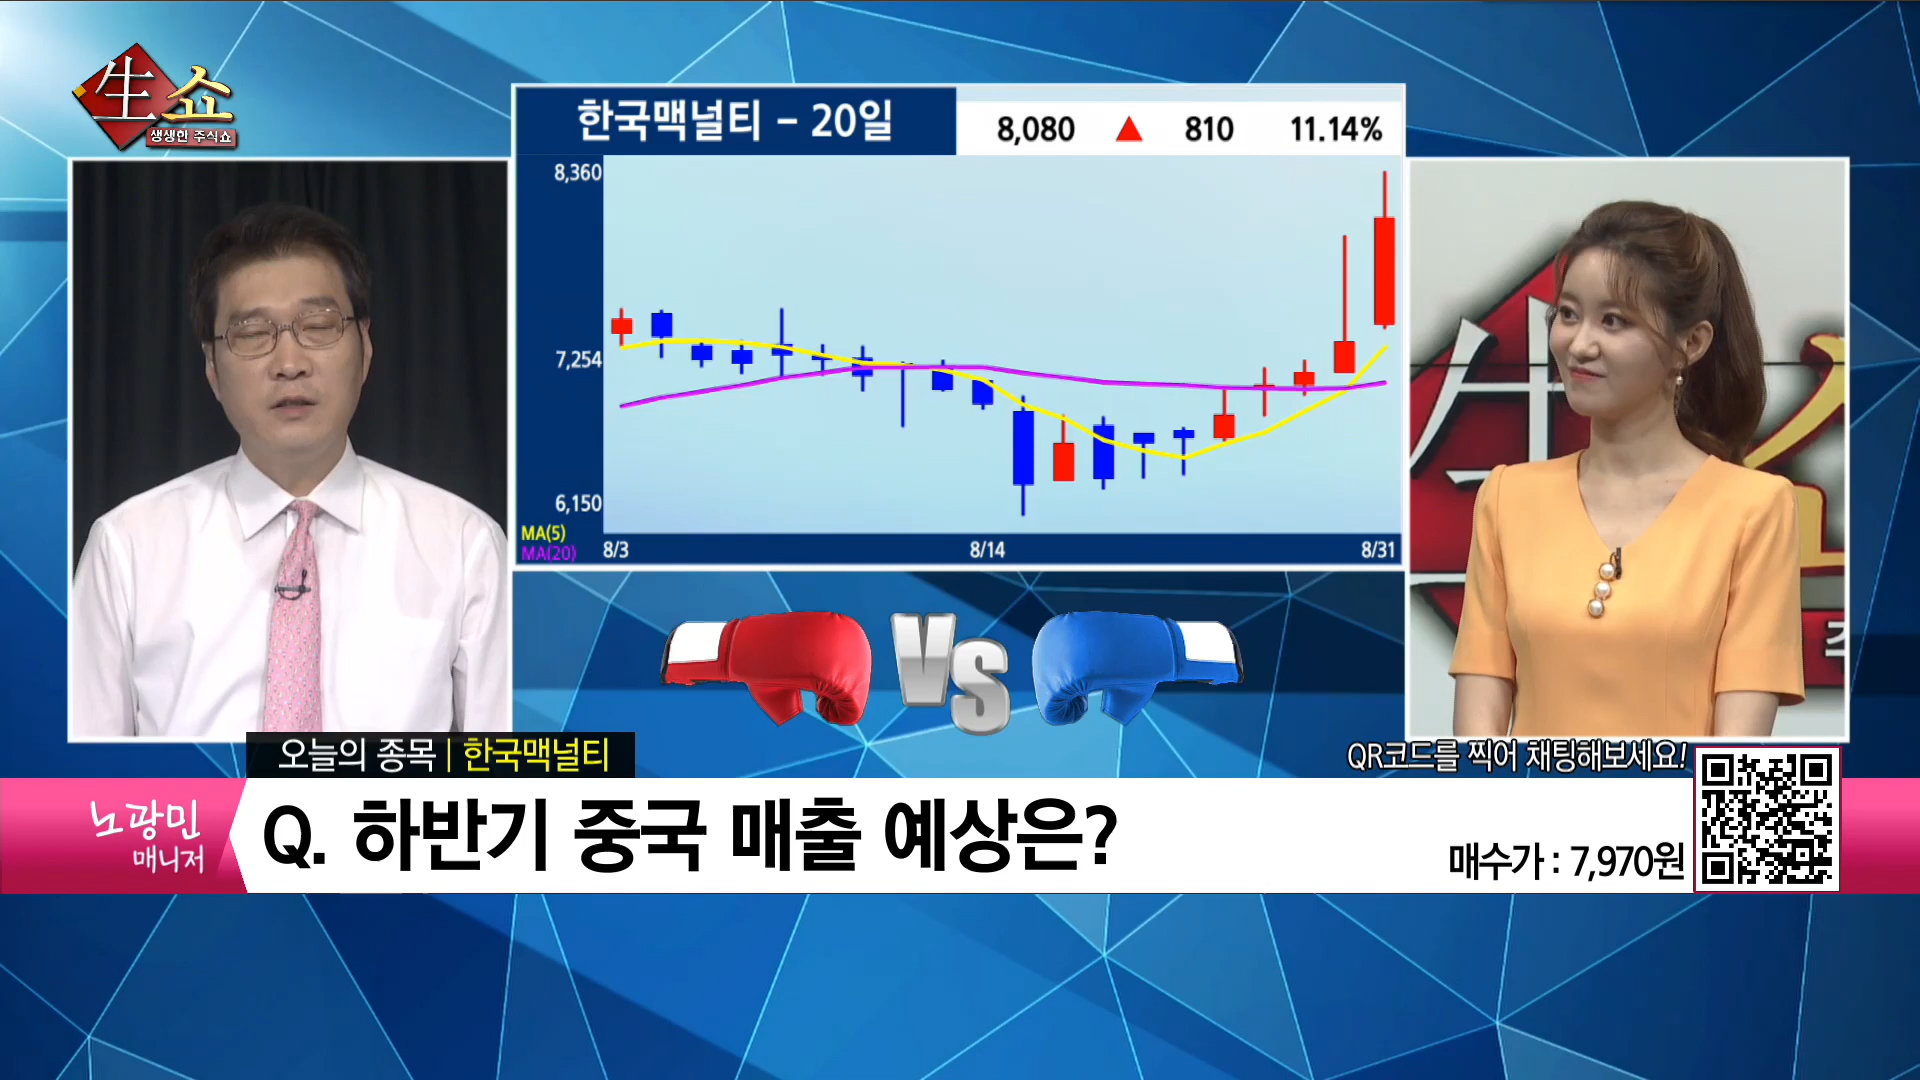 生쇼
생생한 주식쇼
한국맥널티 - 20일
8,080 ▲ 810 11.14%
8,360
7,254
6,150
MA(5)
MA(20)
8/3 8/14 8/31
VS
生쇼
주
오늘의 종목 | 한국맥널티
QR코드를 찍어 채팅해보세요!
노광민
매니저
Q. 하반기 중국 매출 예상은?
매수가 : 7,970원